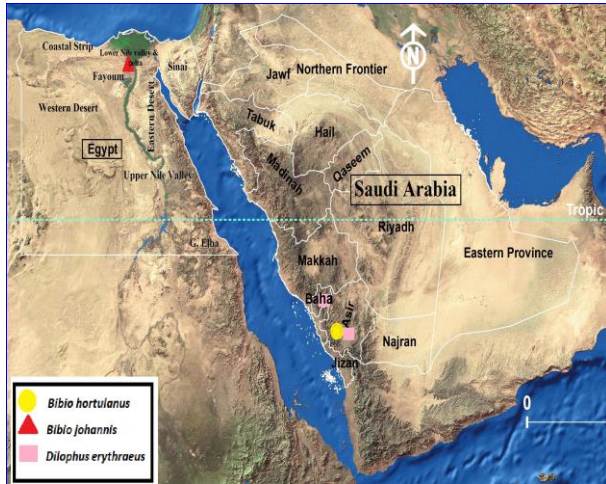 Coastal Strip
Lower Nile valley &
Delta
Fayoum
Sinai
Western Desert
Eastern Desert
Egypt
Upper Nile Valley
G. Elba
Jawf
Northern Frontier
N
Tabuk
Hail
Madinah
Qaseem
Saudi Arabia
Tropic
Riyadh
Makkah
Eastern Province
Baha
Asir
Najran
Jizan
0
Bibio hortulanus
Bibio johannis
Dilophus erythraeus